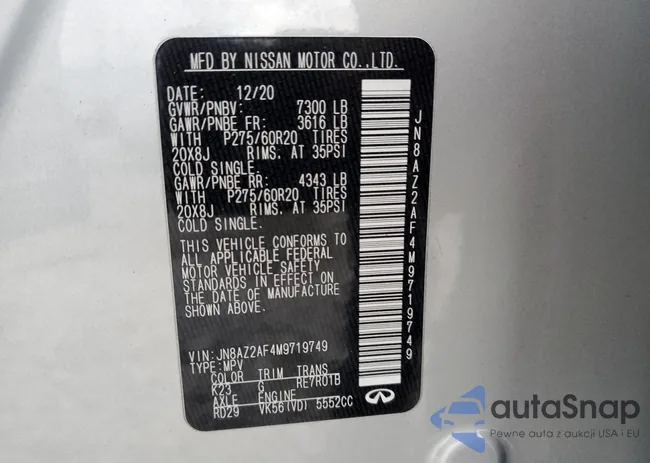 MFD BY NISSAN MOTOR CO.,LTD.
DATE: 12/20
GVWR/PNBV: 7300 LB
GAWR/PNBE FR: 3616 LB
WITH P275/60R20 TIRES
20X8J RIMS. AT 35PSI
COLD SINGLE.
GAWR/PNBE RR: 4343 LB
WITH P275/60R20 TIRES
20X8J RIMS. AT 35PSI
COLD SINGLE.
THIS VEHICLE CONFORMS TO
ALL APPLICABLE FEDERAL
MOTOR VEHICLE SAFETY
STANDARDS IN EFFECT ON
THE DATE OF MANUFACTURE
SHOWN ABOVE.
VIN:JN8AZ2AF4M9719749
TYPE:MPV
COLOR TRIM TRANS
K23 G RE7R01B
AXLE ENGINE
RD29 VK56(VD) 5552CC
JN8AZ2AF4M9719749
autaSnap
Pewne auta z aukcji USA i EU